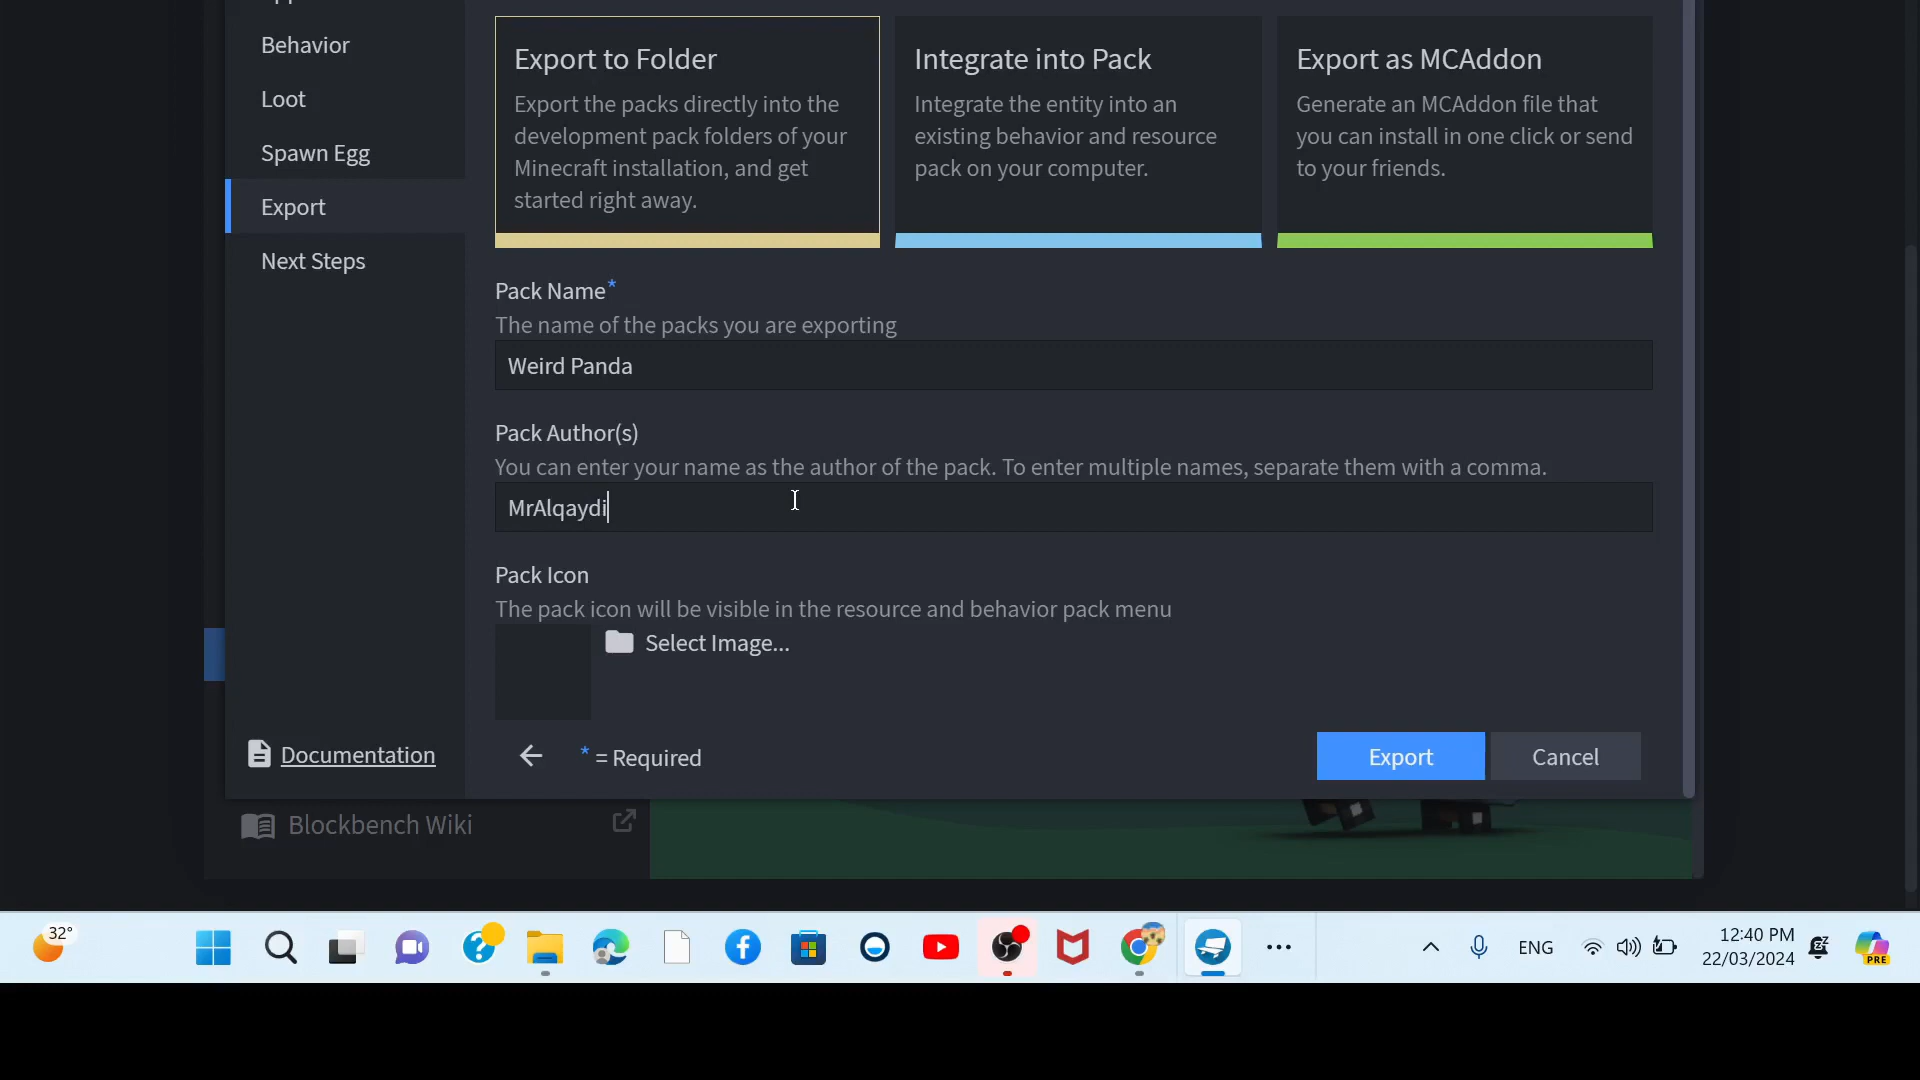 Behavior
Loot
Spawn Egg
Export
Next Steps
Export to Folder
Export the packs directly into the
development pack folders of your
Minecraft installation, and get
started right away.
Integrate into Pack
Integrate the entity into an
existing behavior and resource
pack on your computer.
Export as MCAddon
Generate an MCAddon file that
you can install in one click or send
to your friends.
Pack Name*
The name of the packs you are exporting
Weird Panda
Pack Author(s)
You can enter your name as the author of the pack. To enter multiple names, separate them with a comma.
MrAlqaydi
Pack Icon
The pack icon will be visible in the resource and behavior pack menu
Select Image...
Documentation
* = Required
Export
Cancel
Blockbench Wiki
32°
ENG
12:40 PM
22/03/2024
PRE